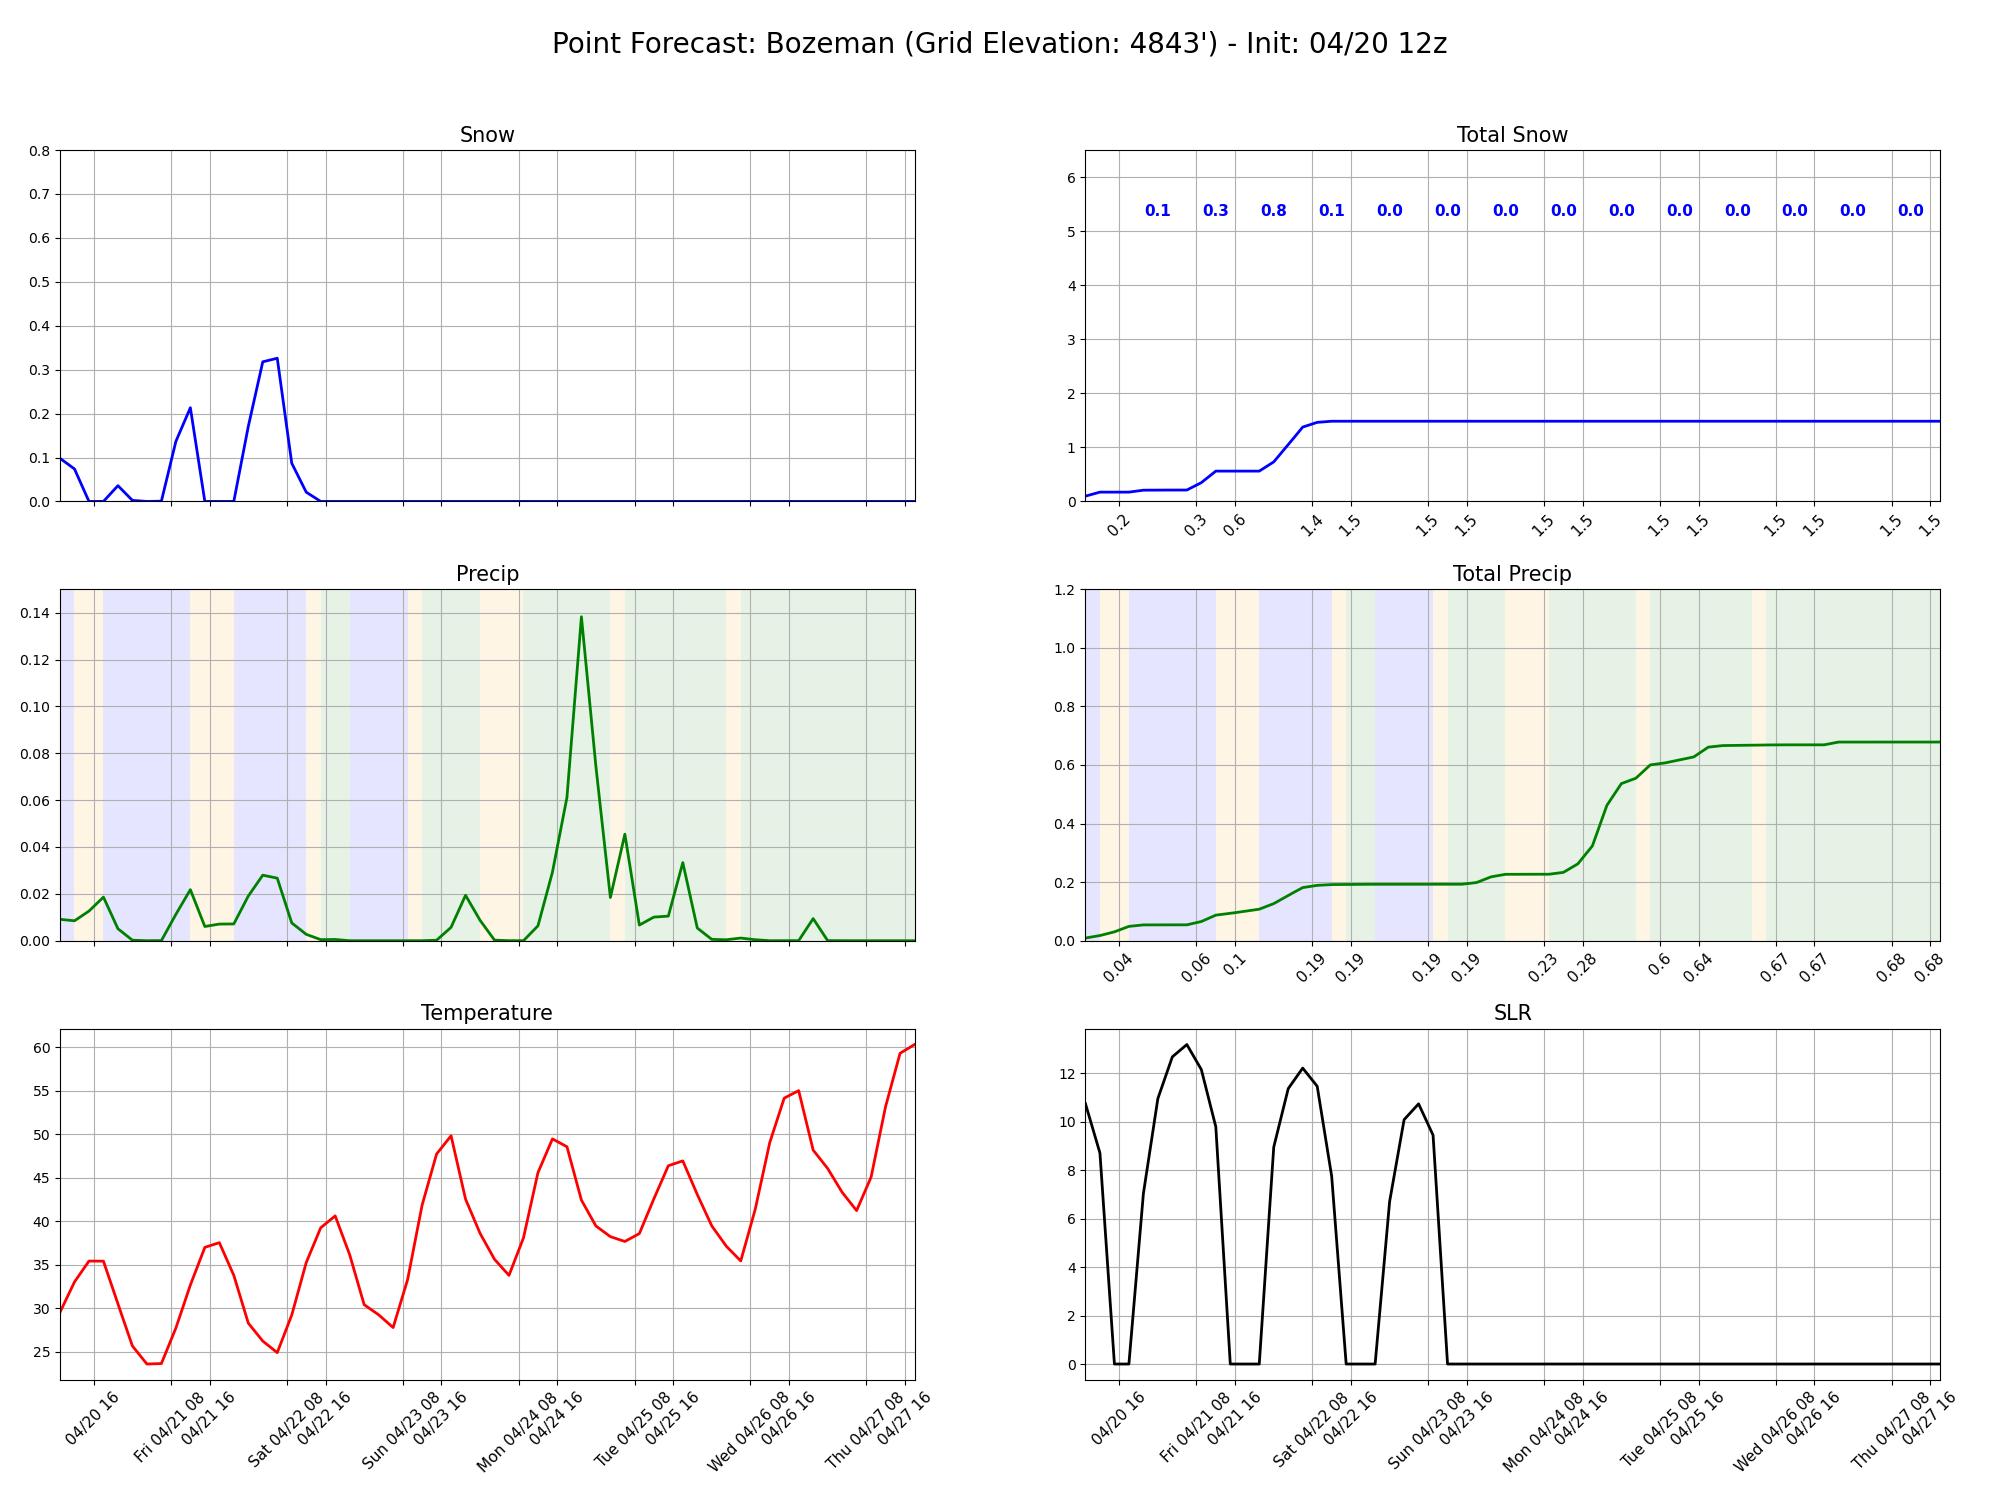 Point Forecast: Bozeman (Grid Elevation: 4843') - Init: 04/20 12z
Snow
0.8
0.7
0.6
0.5
0.4
0.3
0.2
0.1
0.0
Total Snow
6
5
4
3
2
1
0
0.1 0.3 0.8 0.1 0.0 0.0 0.0 0.0 0.0 0.0 0.0 0.0 0.0 0.0
0.2 0.3 0.6 1.4 1.5 1.5 1.5 1.5 1.5 1.5 1.5 1.5 1.5 1.5 1.5
Precip
0.14
0.12
0.10
0.08
0.06
0.04
0.02
0.00
Total Precip
1.2
1.0
0.8
0.6
0.4
0.2
0.0
0.04 0.06 0.1 0.19 0.19 0.19 0.19 0.23 0.28 0.6 0.64 0.67 0.67 0.68 0.68
Temperature
60
55
50
45
40
35
30
25
04/20 16
Fri 04/21 08
04/21 16
Sat 04/22 08
04/22 16
Sun 04/23 08
04/23 16
Mon 04/24 08
04/24 16
Tue 04/25 08
04/25 16
Wed 04/26 08
04/26 16
Thu 04/27 08
04/27 16
SLR
12
10
8
6
4
2
0
04/20 16
Fri 04/21 08
04/21 16
Sat 04/22 08
04/22 16
Sun 04/23 08
04/23 16
Mon 04/24 08
04/24 16
Tue 04/25 08
04/25 16
Wed 04/26 08
04/26 16
Thu 04/27 08
04/27 16